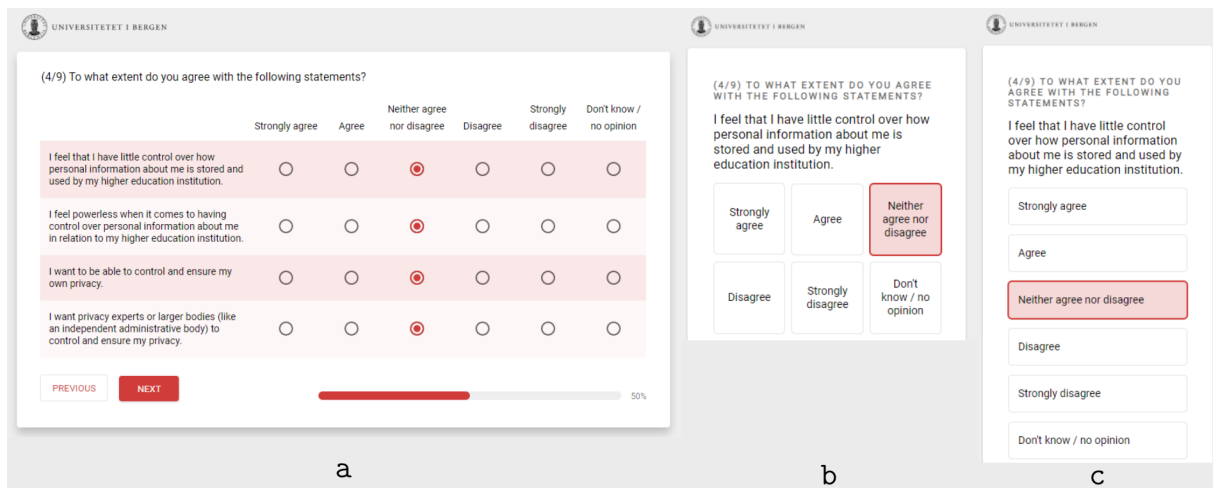 UNIVERSITETET I BERGEN
(4/9) To what extent do you agree with the following statements?
Strongly agree
Agree
Neither agree
nor disagree
Disagree
Strongly
disagree
Don't know /
no opinion
I feel that I have little control over how
personal information about me is stored and
used by my higher education institution.
I feel powerless when it comes to having
control over personal information about me
in relation to my higher education institution.
I want to be able to control and ensure my
own privacy.
I want privacy experts or larger bodies (like
an independent administrative body) to
control and ensure my privacy.
PREVIOUS
NEXT
50%
a
UNIVERSITETET I BERGEN
(4/9) TO WHAT EXTENT DO YOU AGREE
WITH THE FOLLOWING STATEMENTS?
I feel that I have little control over how
personal information about me is
stored and used by my higher
education institution.
Strongly
agree
Agree
Neither
agree nor
disagree
Disagree
Strongly
disagree
Don't
know / no
opinion
b
UNIVERSITETET I BERGEN
(4/9) TO WHAT EXTENT DO YOU
AGREE WITH THE FOLLOWING
STATEMENTS?
I feel that I have little control
over how personal information
about me is stored and used by
my higher education institution.
Strongly agree
Agree
Neither agree nor disagree
Disagree
Strongly disagree
Don't know / no opinion
c